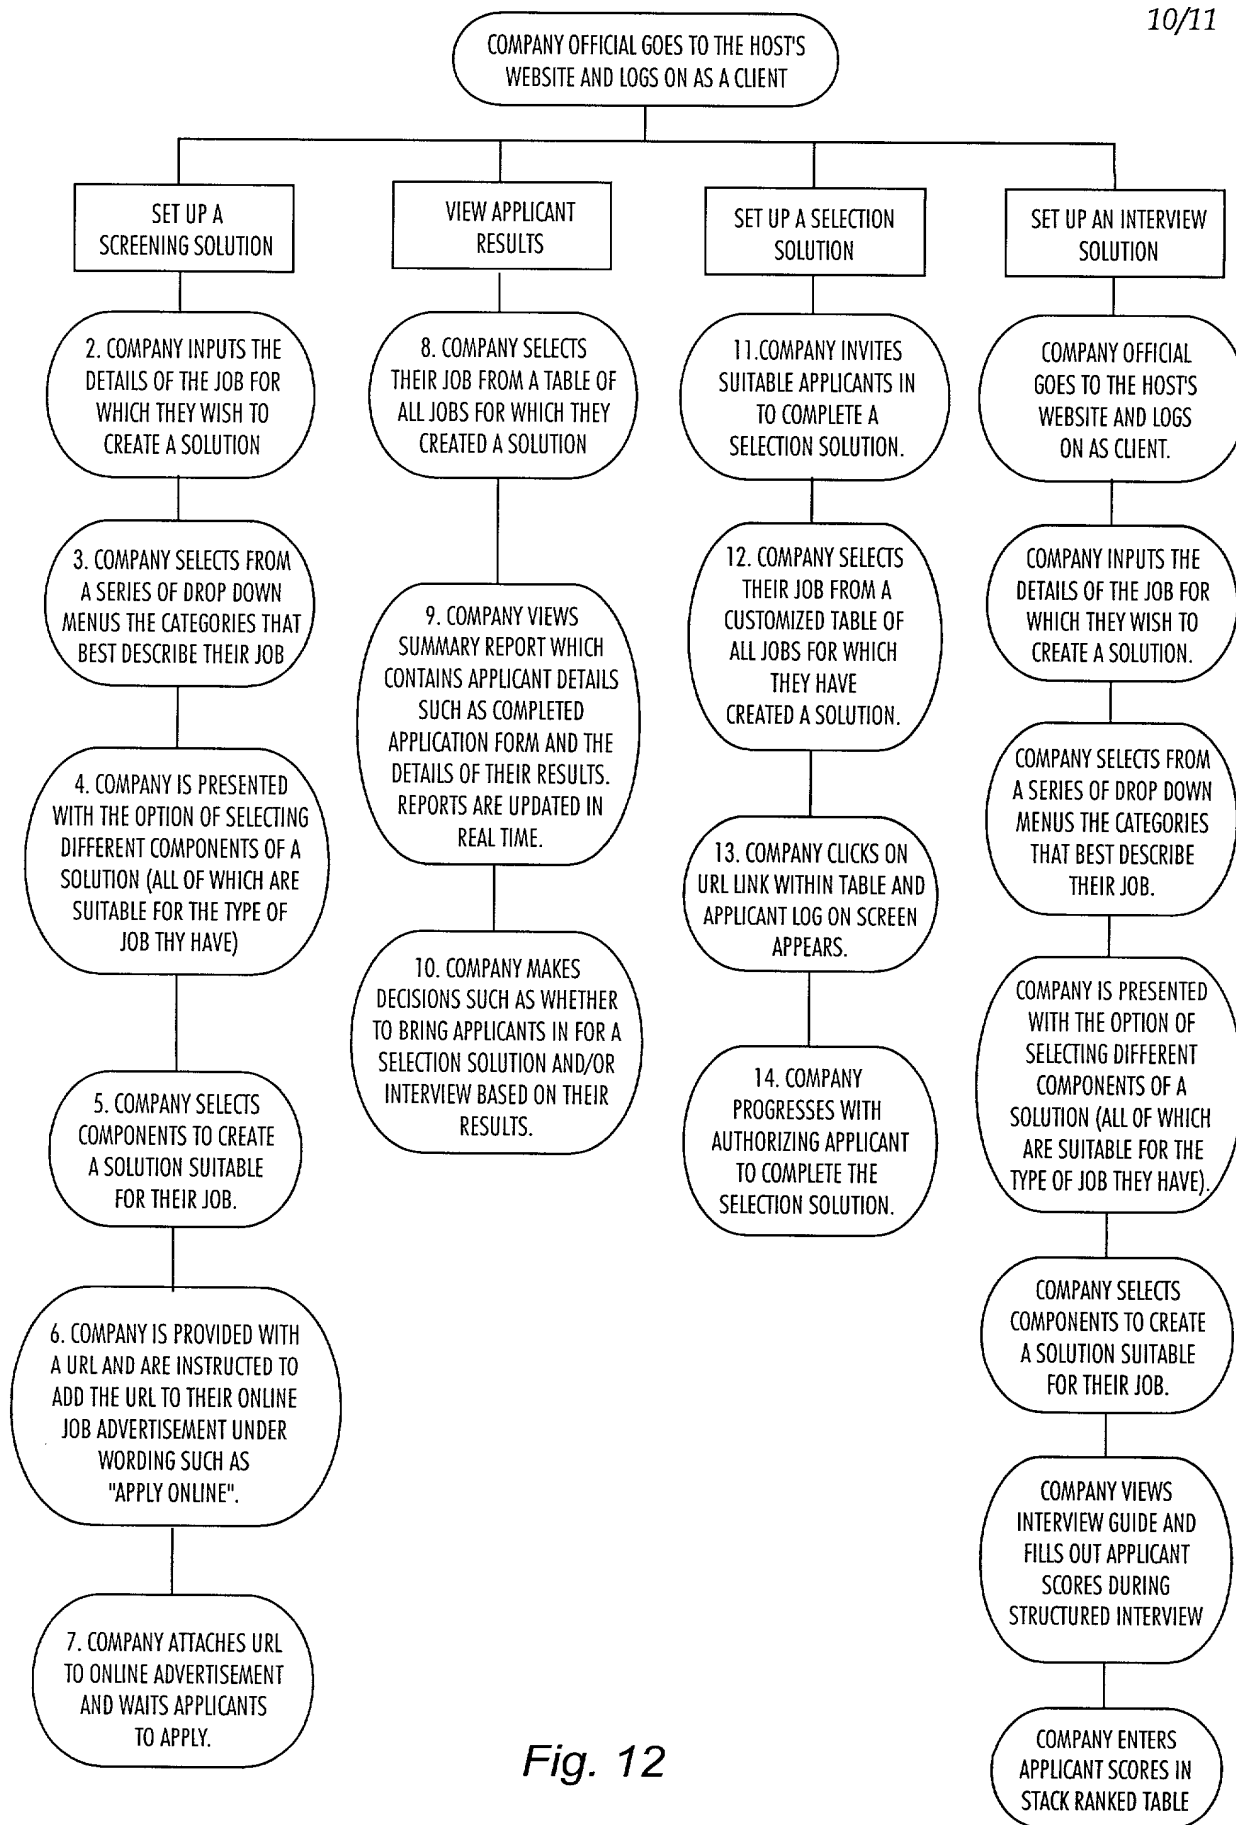 10/11
COMPANY OFFICIAL GOES TO THE HOST'S
WEBSITE AND LOGS ON AS A CLIENT
SET UP A
SCREENING SOLUTION
2. COMPANY INPUTS THE
DETAILS OF THE JOB FOR
WHICH THEY WISH TO
CREATE A SOLUTION
3. COMPANY SELECTS FROM
A SERIES OF DROP DOWN
MENUS THE CATEGORIES THAT
BEST DESCRIBE THEIR JOB
4. COMPANY IS PRESENTED
WITH THE OPTION OF SELECTING
DIFFERENT COMPONENTS OF A
SOLUTION (ALL OF WHICH ARE
SUITABLE FOR THE TYPE OF
JOB THY HAVE)
5. COMPANY SELECTS
COMPONENTS TO CREATE
A SOLUTION SUITABLE
FOR THEIR JOB.
6. COMPANY IS PROVIDED WITH
A URL AND ARE INSTRUCTED TO
ADD THE URL TO THEIR ONLINE
JOB ADVERTISEMENT UNDER
WORDING SUCH AS
"APPLY ONLINE".
7. COMPANY ATTACHES URL
TO ONLINE ADVERTISEMENT
AND WAITS APPLICANTS
TO APPLY.
VIEW APPLICANT
RESULTS
8. COMPANY SELECTS
THEIR JOB FROM A TABLE OF
ALL JOBS FOR WHICH THEY
CREATED A SOLUTION
9. COMPANY VIEWS
SUMMARY REPORT WHICH
CONTAINS APPLICANT DETAILS
SUCH AS COMPLETED
APPLICATION FORM AND THE
DETAILS OF THEIR RESULTS.
REPORTS ARE UPDATED IN
REAL TIME.
10. COMPANY MAKES
DECISIONS SUCH AS WHETHER
TO BRING APPLICANTS IN FOR A
SELECTION SOLUTION AND/OR
INTERVIEW BASED ON THEIR
RESULTS.
SET UP A SELECTION
SOLUTION
11.COMPANY INVITES
SUITABLE APPLICANTS IN
TO COMPLETE A
SELECTION SOLUTION.
12. COMPANY SELECTS
THEIR JOB FROM A
CUSTOMIZED TABLE OF
ALL JOBS FOR WHICH
THEY HAVE
CREATED A SOLUTION.
13. COMPANY CLICKS ON
URL LINK WITHIN TABLE AND
APPLICANT LOG ON SCREEN
APPEARS.
14. COMPANY
PROGRESSES WITH
AUTHORIZING APPLICANT
TO COMPLETE THE
SELECTION SOLUTION.
SET UP AN INTERVIEW
SOLUTION
COMPANY OFFICIAL
GOES TO THE HOST'S
WEBSITE AND LOGS
ON AS CLIENT.
COMPANY INPUTS THE
DETAILS OF THE JOB FOR
WHICH THEY WISH TO
CREATE A SOLUTION.
COMPANY SELECTS FROM
A SERIES OF DROP DOWN
MENUS THE CATEGORIES
THAT BEST DESCRIBE
THEIR JOB.
COMPANY IS PRESENTED
WITH THE OPTION OF
SELECTING DIFFERENT
COMPONENTS OF A
SOLUTION (ALL OF WHICH
ARE SUITABLE FOR THE
TYPE OF JOB THEY HAVE).
COMPANY SELECTS
COMPONENTS TO CREATE
A SOLUTION SUITABLE
FOR THEIR JOB.
COMPANY VIEWS
INTERVIEW GUIDE AND
FILLS OUT APPLICANT
SCORES DURING
STRUCTURED INTERVIEW
COMPANY ENTERS
APPLICANT SCORES IN
STACK RANKED TABLE
Fig. 12